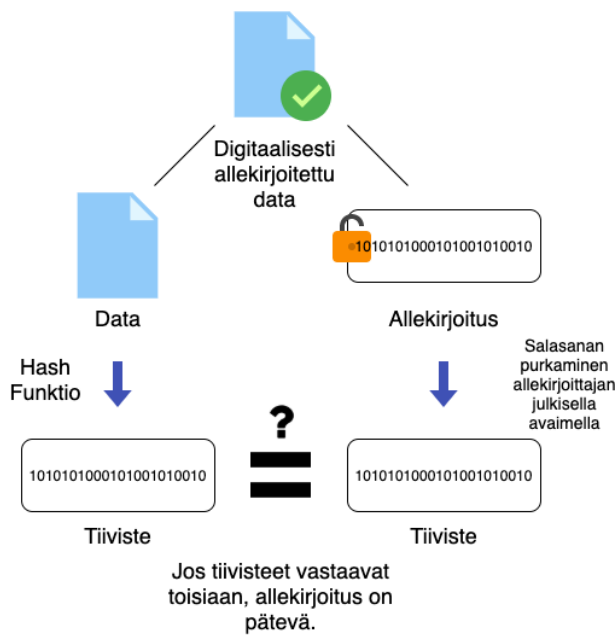 Digitaalisesti
allekirjoitettu
data
1010101000101001010010
Data
Allekirjoitus
Hash
Funktio
Salasanan
purkaminen
allekirjoittajan
julkisella
avaimella
?
1010101000101001010010
=
1010101000101001010010
Tiiviste
Tiiviste
Jos tiivisteet vastaavat
toisiaan, allekirjoitus on
pätevä.